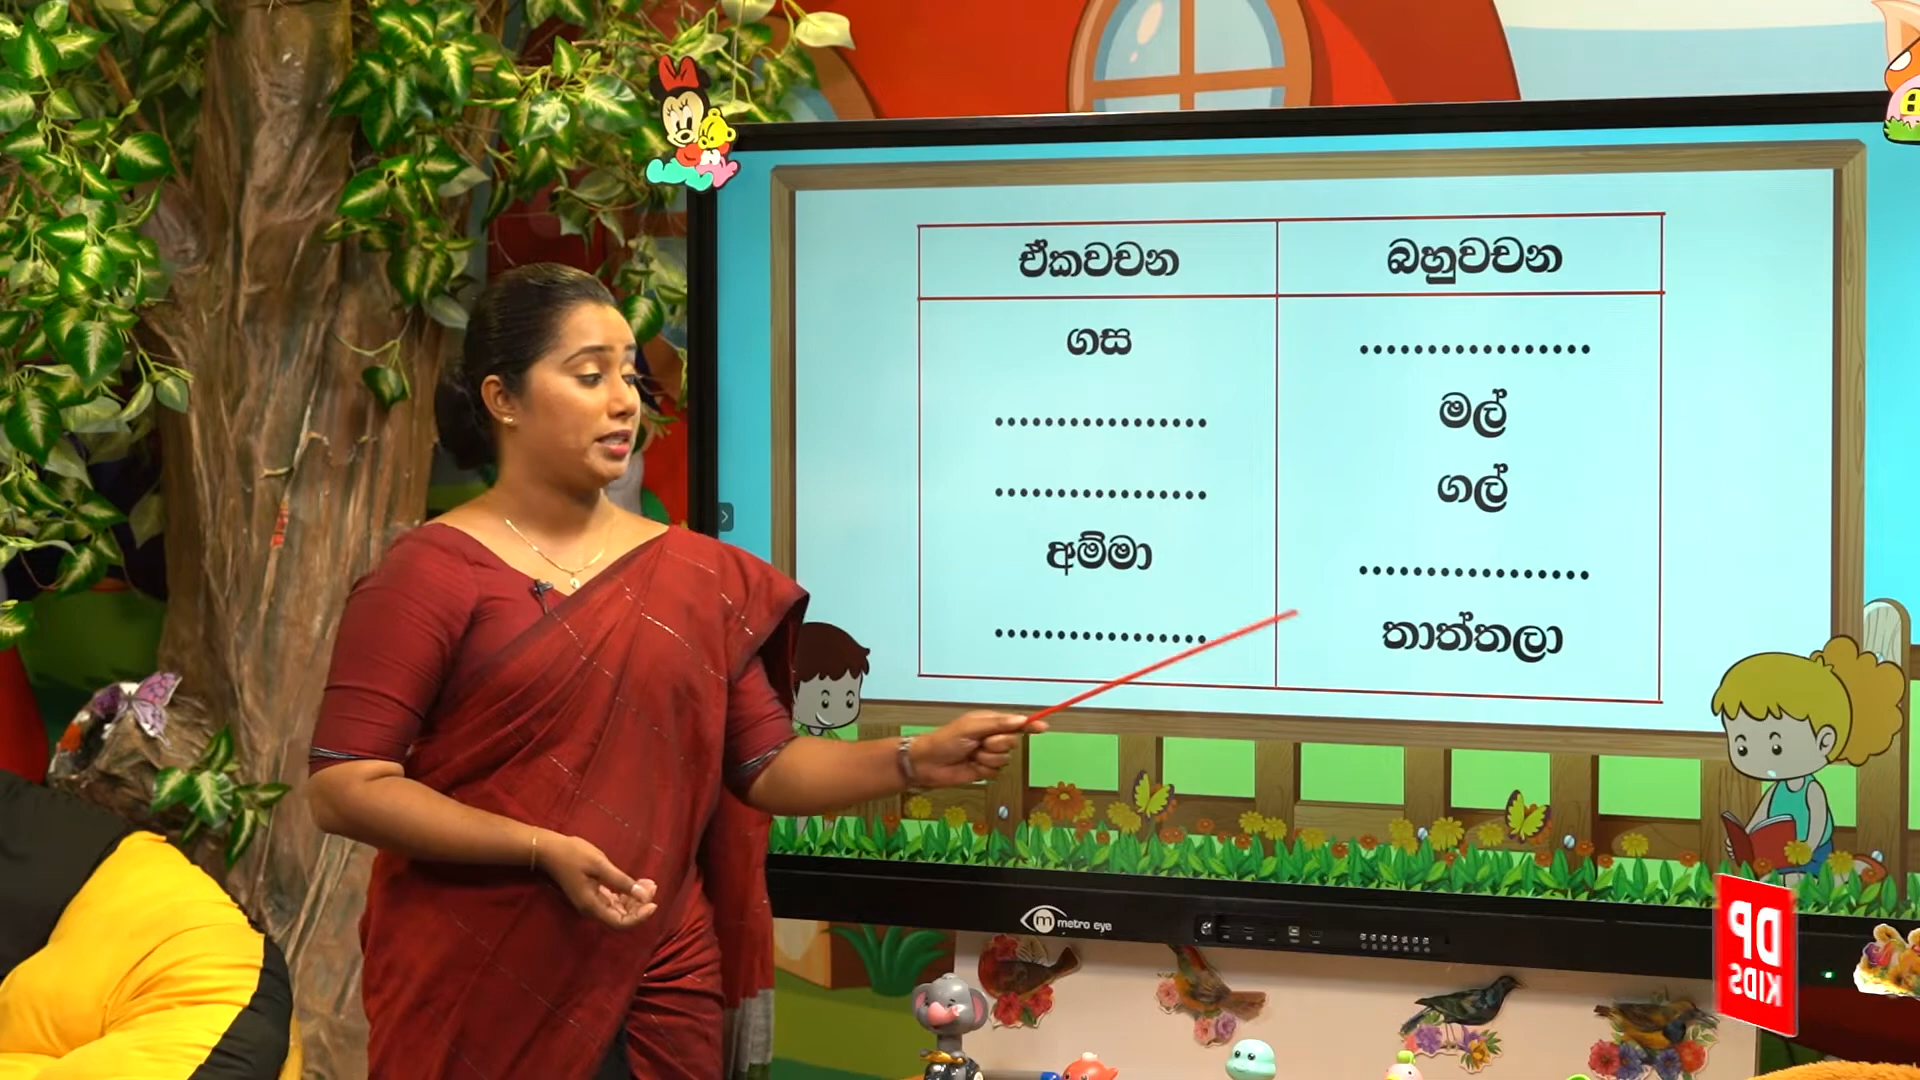 ඒකවචන බහුවචන
ගස ................
................ මල්
................ ගල්
අම්මා ................
................ තාත්තලා
m metro eye
DP
KIDS